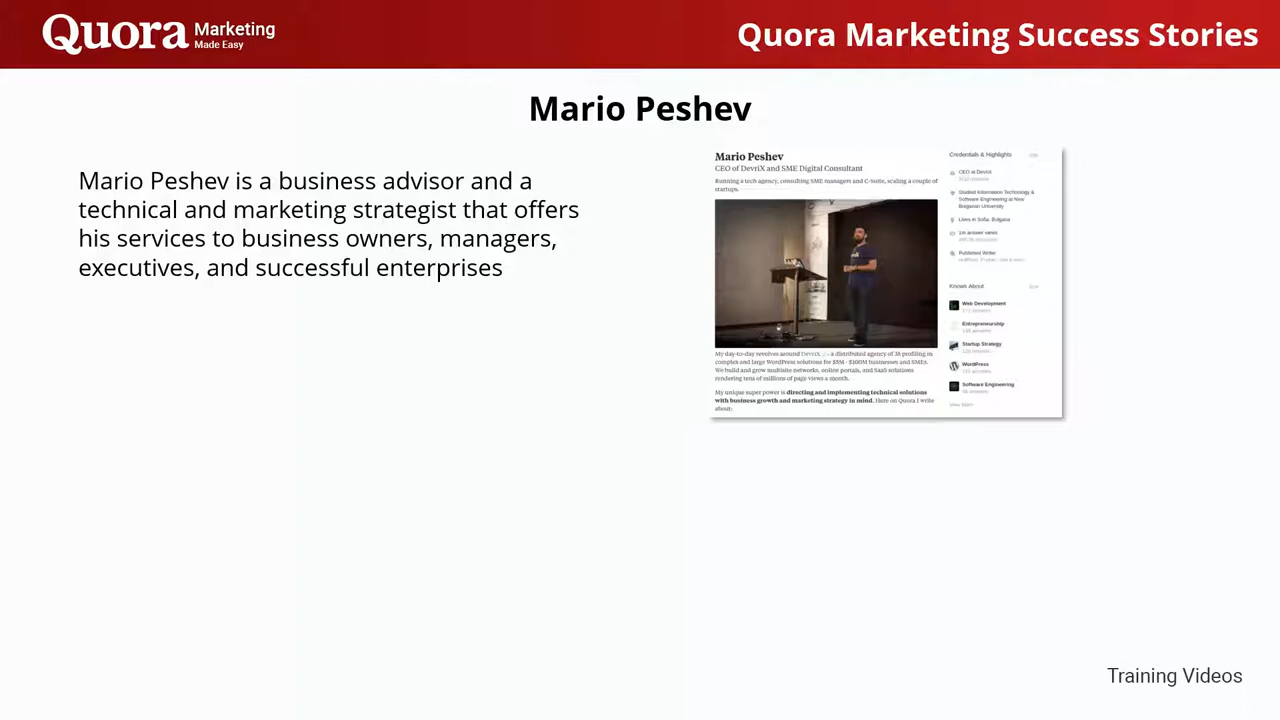 Quora Marketing
Made Easy
Quora Marketing Success Stories
Mario Peshev
Mario Peshev is a business advisor and a
technical and marketing strategist that offers
his services to business owners, managers,
executives, and successful enterprises
Mario Peshev
CEO of DevriX and SME Digital Consultant
Running a tech agency, consulting SME managers and C-Suite, scaling a couple of
startups.
My day-to-day revolves around DevriX - a distributed agency of 38 profiling in
complex and large WordPress solutions for $5M - $100M businesses and SMEs.
We build and grow multisite networks, online portals, and SaaS solutions
rendering tens of millions of page views a month.
My unique super power is directing and implementing technical solutions
with business growth and marketing strategy in mind. Here on Quora I write
about:
Credentials & Highlights
CEO at DevriX
Studied Information Technology &
Software Engineering at New
Bulgarian University
Lives in Sofia, Bulgaria
answer views
Published Writer
Knows About
Web Development
Entrepreneurship
Startup Strategy
WordPress
Software Engineering
View More
Training Videos